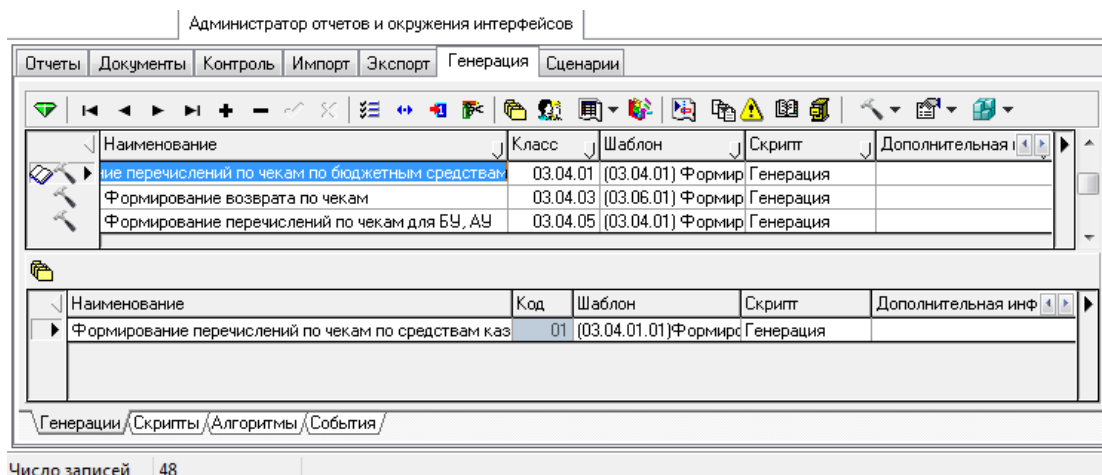 Администратор отчетов и окружения интерфейсов
Отчеты Документы Контроль Импорт Экспорт Генерация Сценарии
Наименование Класс Шаблон Скрипт Дополнительная
ие перечислений по чекам по бюджетным средствам 03.04.01 (03.04.01) Формир Генерация
Формирование возврата по чекам 03.04.03 (03.06.01) Формир Генерация
Формирование перечислений по чекам для БУ, АУ 03.04.05 (03.04.01) Формир Генерация
Наименование Код Шаблон Скрипт Дополнительная инф
Формирование перечислений по чекам по средствам каз 01 (03.04.01.01)Формиро Генерация
Генерации Скрипты Алгоритмы События
Число записей 48